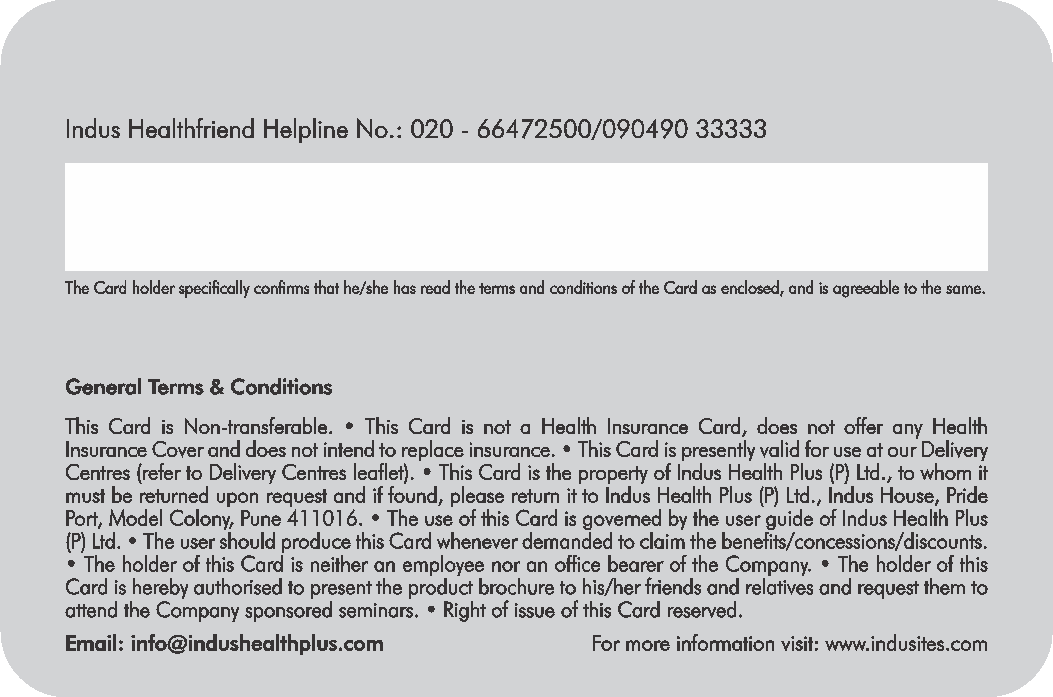 Indus Healthfriend Helpline No.: 020 - 66472500/090490 33333
The Card holder specifically confirms that he/she has read the terms and conditions of the Card as enclosed, and is agreeable to the same.
General Terms & Conditions
This Card is Non-transferable. • This Card is not a Health Insurance Card, does not offer any Health
Insurance Cover and does not intend to replace insurance. • This Card is presently valid for use at our Delivery
Centres (refer to Delivery Centres leaflet). • This Card is the property of Indus Health Plus (P) Ltd., to whom it
must be returned upon request and if found, please return it to Indus Health Plus (P) Ltd., Indus House, Pride
Port, Model Colony, Pune 411016. • The use of this Card is governed by the user guide of Indus Health Plus
(P) Ltd. • The user should produce this Card whenever demanded to claim the benefits/concessions/discounts.
• The holder of this Card is neither an employee nor an office bearer of the Company. • The holder of this
Card is hereby authorised to present the product brochure to his/her friends and relatives and request them to
attend the Company sponsored seminars. • Right of issue of this Card reserved.
Email: info@indushealthplus.com For more information visit: www.indusites.com